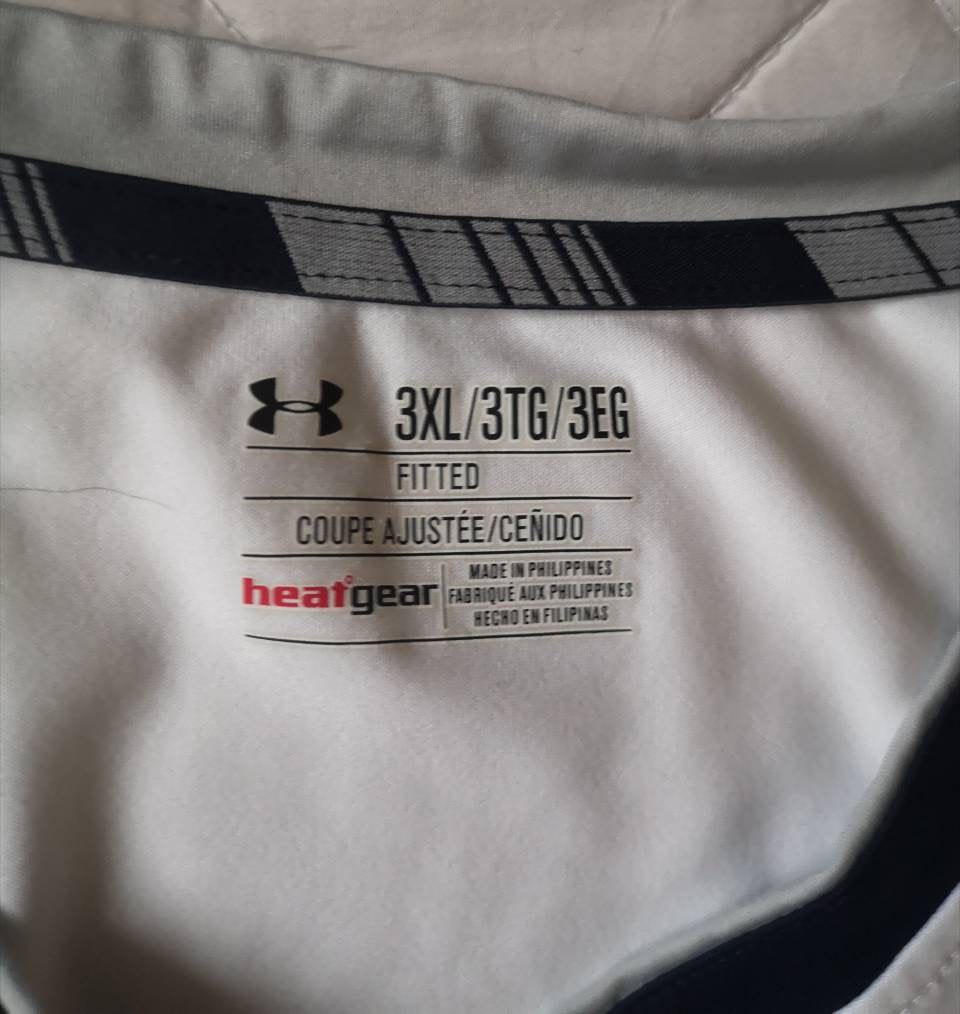 3XL/3TG/3EG
FITTED
COUPE AJUSTÉE/CEÑIDO
heatgear
MADE IN PHILIPPINES
FABRIQUÉ AUX PHILIPPINES
HECHO EN FILIPINAS